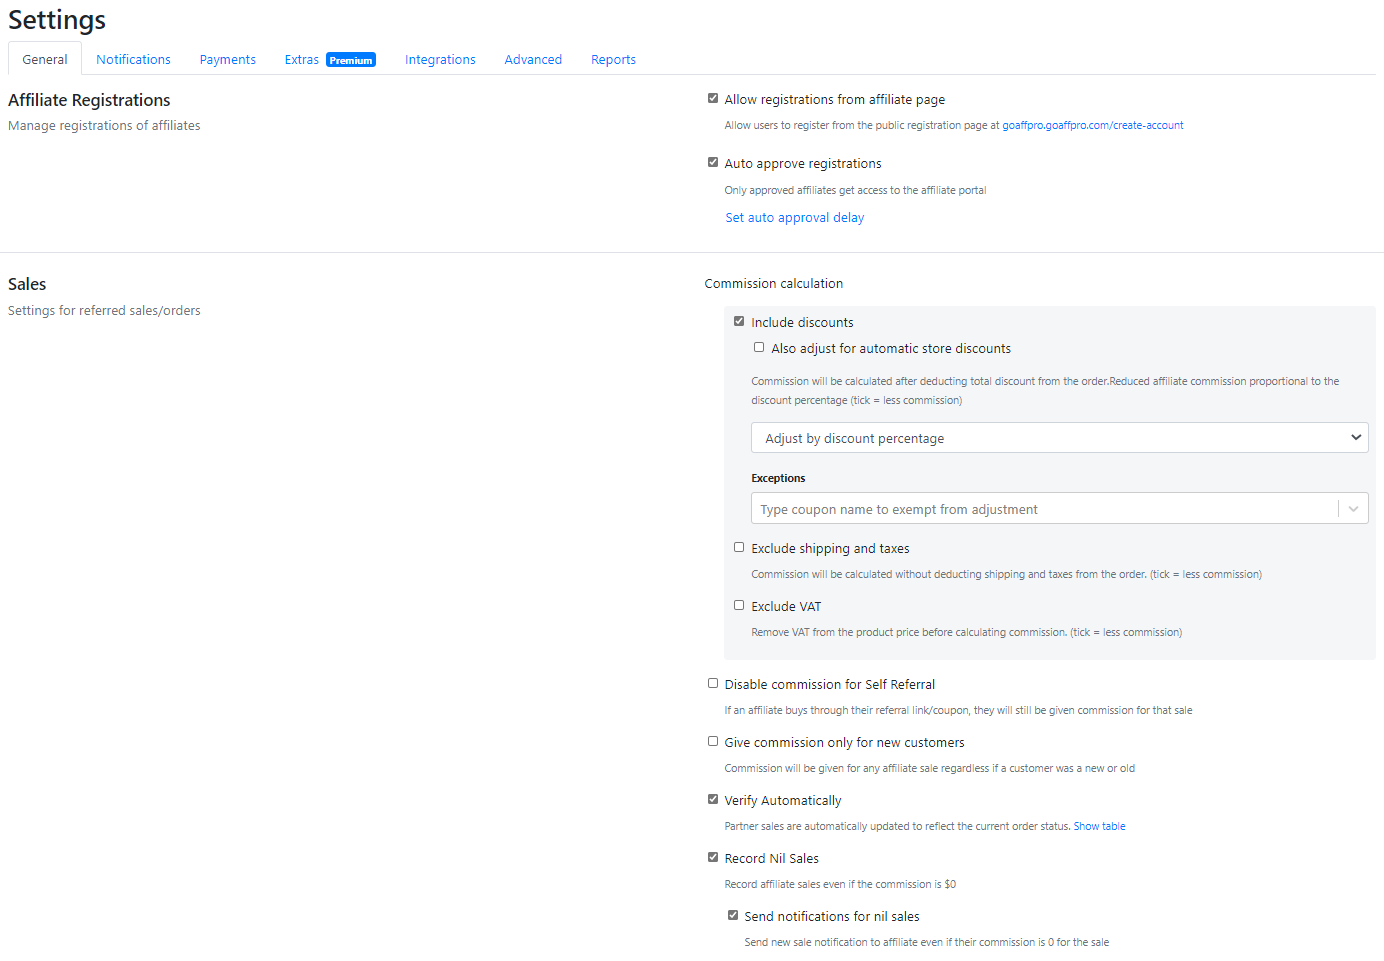 Settings
General Notifications Payments Extras Premium Integrations Advanced Reports
Affiliate Registrations
Manage registrations of affiliates
Allow registrations from affiliate page
Allow users to register from the public registration page at goaffpro.goaffpro.com/create-account
Auto approve registrations
Only approved affiliates get access to the affiliate portal
Set auto approval delay
Sales
Settings for referred sales/orders
Commission calculation
Include discounts
Also adjust for automatic store discounts
Commission will be calculated after deducting total discount from the order.Reduced affiliate commission proportional to the
discount percentage (tick = less commission)
Adjust by discount percentage
Exceptions
Type coupon name to exempt from adjustment
Exclude shipping and taxes
Commission will be calculated without deducting shipping and taxes from the order. (tick = less commission)
Exclude VAT
Remove VAT from the product price before calculating commission. (tick = less commission)
Disable commission for Self Referral
If an affiliate buys through their referral link/coupon, they will still be given commission for that sale
Give commission only for new customers
Commission will be given for any affiliate sale regardless if a customer was a new or old
Verify Automatically
Partner sales are automatically updated to reflect the current order status. Show table
Record Nil Sales
Record affiliate sales even if the commission is $0
Send notifications for nil sales
Send new sale notification to affiliate even if their commission is 0 for the sale